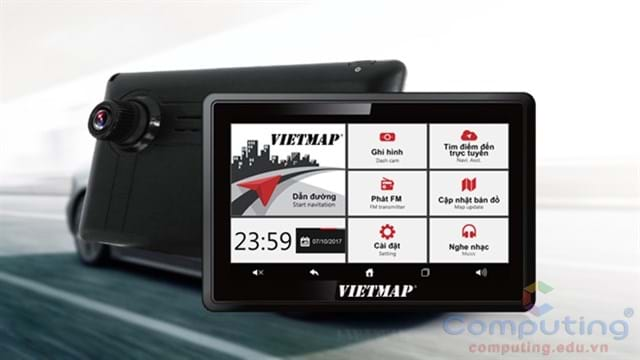 VIETMAP®
Dẫn đường
Start navitation
Ghi hình
Dash cam
Tìm điểm đến
trực tuyến
Navi. Asst.
Phát FM
FM transmitter
Cập nhật bản đồ
Map update
23:59
07/10/2017
Cài đặt
Setting
Nghe nhạc
Music
VIETMAP®
Computing®
computing.edu.vn